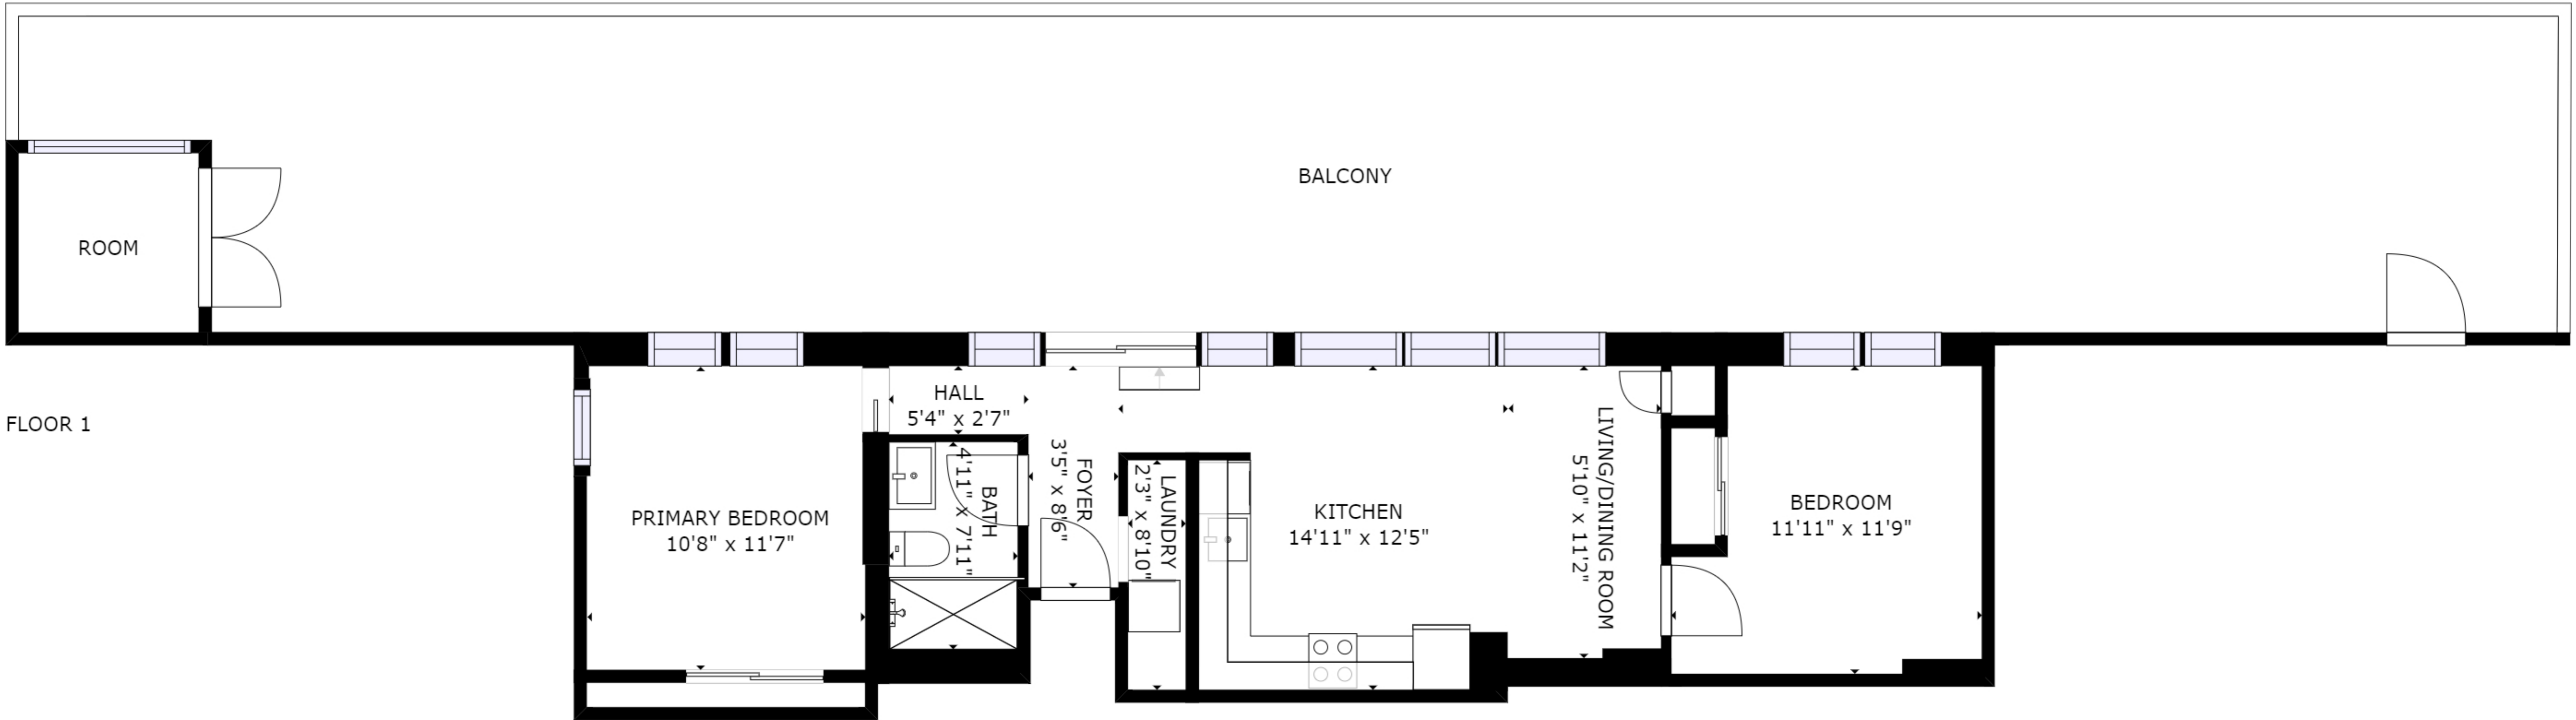 BALCONY
ROOM
FLOOR 1
HALL
5'4" x 2'7"
PRIMARY BEDROOM
10'8" x 11'7"
BATH
4'11" x 7'11"
FOYER
3'5" x 8'6"
LAUNDRY
2'3" x 8'10"
KITCHEN
14'11" x 12'5"
LIVING/DINING ROOM
5'10" x 11'2"
BEDROOM
11'11" x 11'9"